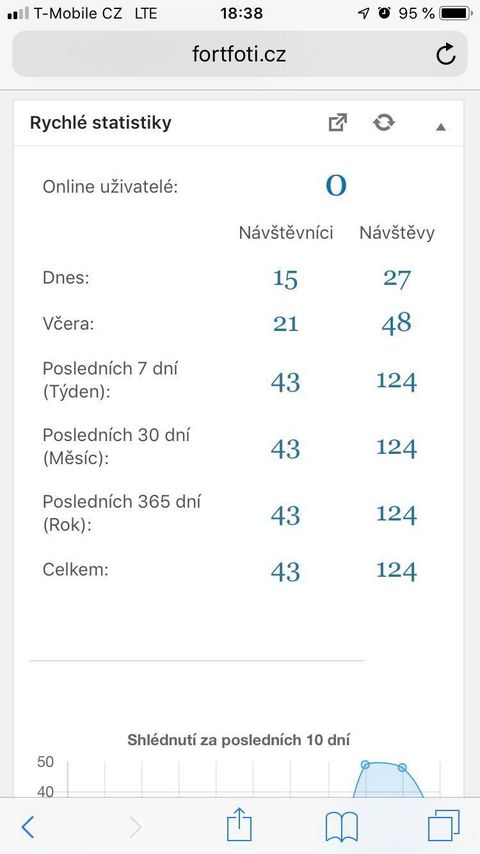 T-Mobile CZ LTE 18:38 95 %
fortfoti.cz
Rychlé statistiky
Online uživatelé: 0
Návštěvníci Návštěvy
Dnes: 15 27
Včera: 21 48
Posledních 7 dní
(Týden): 43 124
Posledních 30 dní
(Měsíc): 43 124
Posledních 365 dní
(Rok): 43 124
Celkem: 43 124
Shlédnutí za posledních 10 dní
50
40